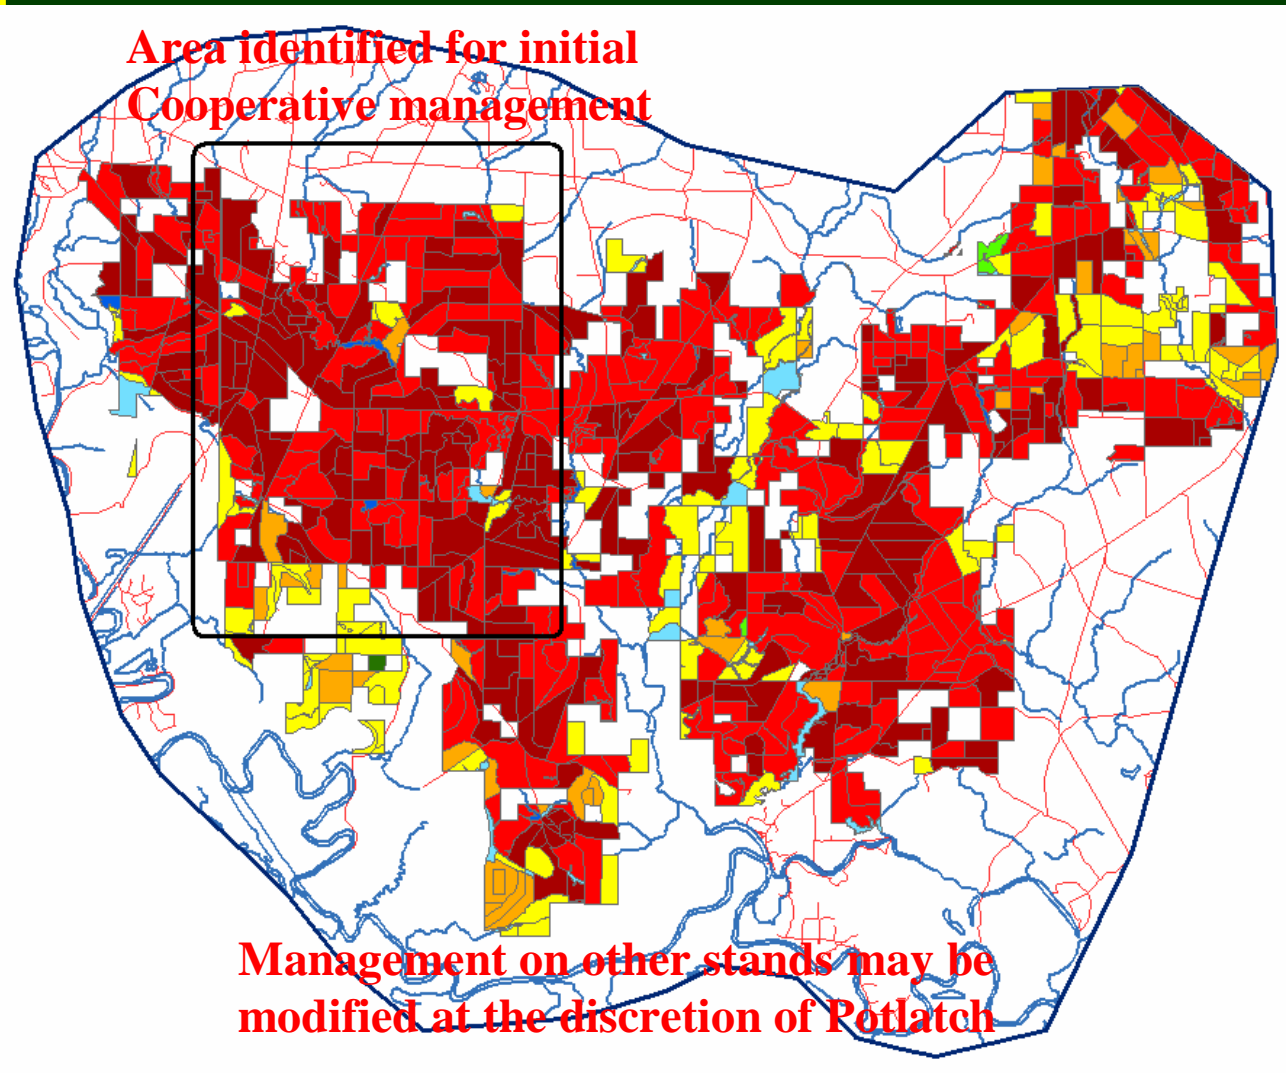 Area identified for initial
Cooperative management
Management on other stands may be
modified at the discretion of Potlatch